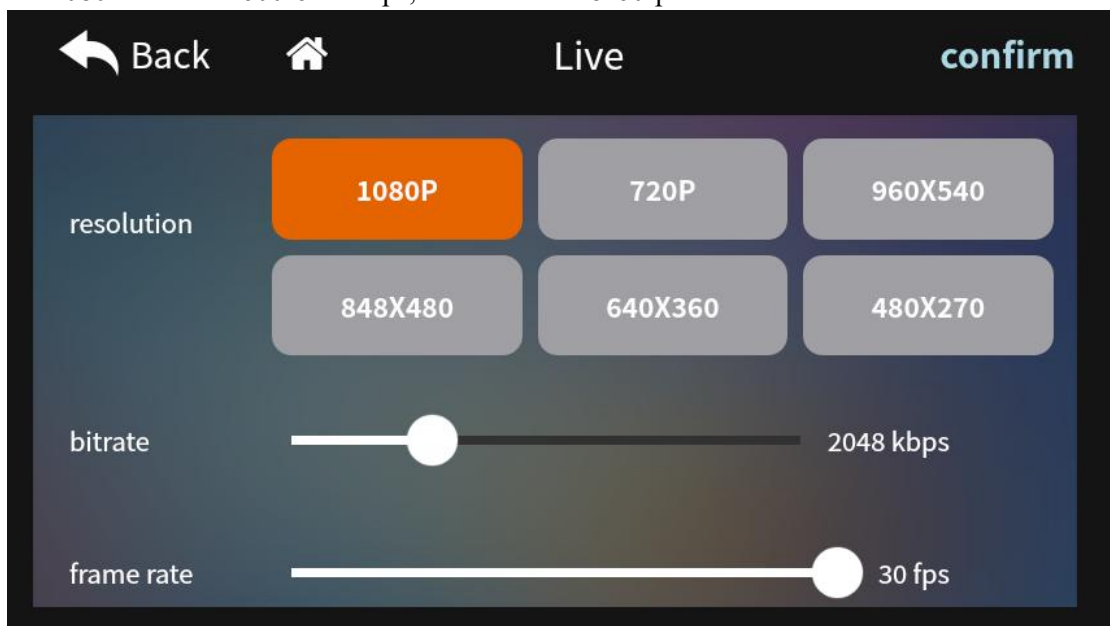 Back Live confirm
1080P 720P 960X540
resolution
848X480 640X360 480X270
bitrate 2048 kbps
frame rate 30 fps